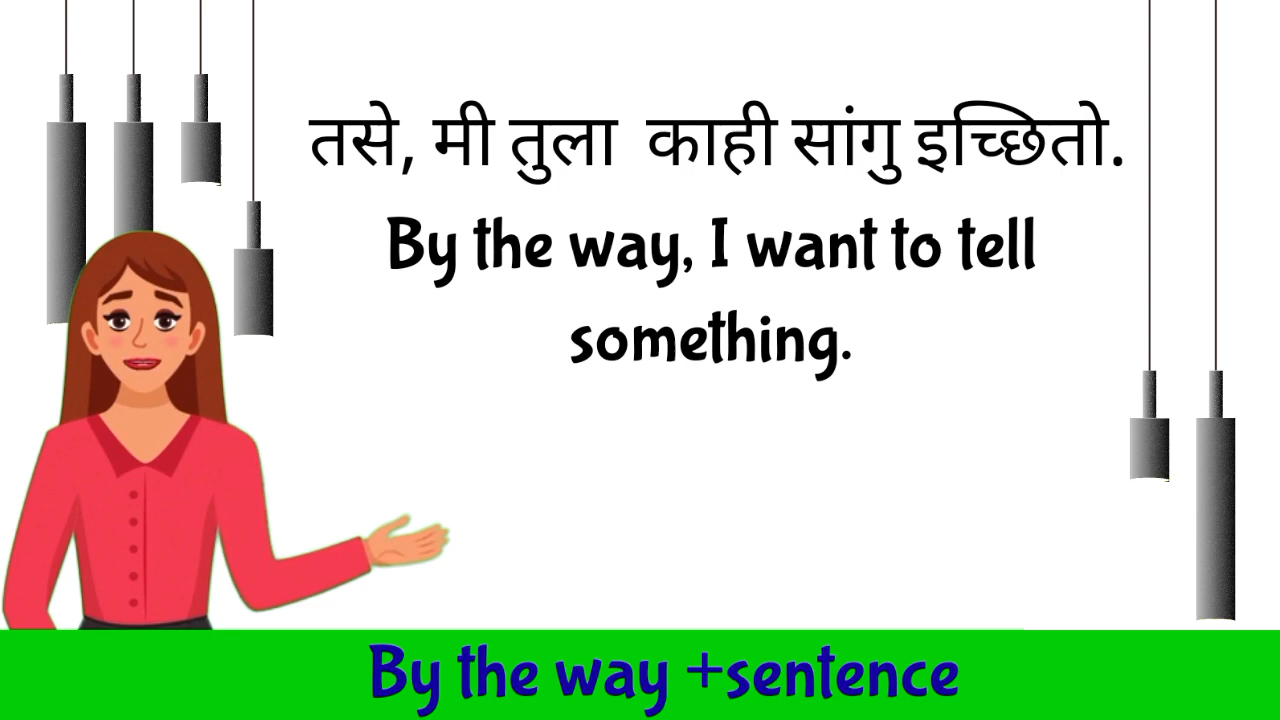 तसे, मी तुला काही सांगु इच्छितो.
By the way, I want to tell
something.
By the way +sentence